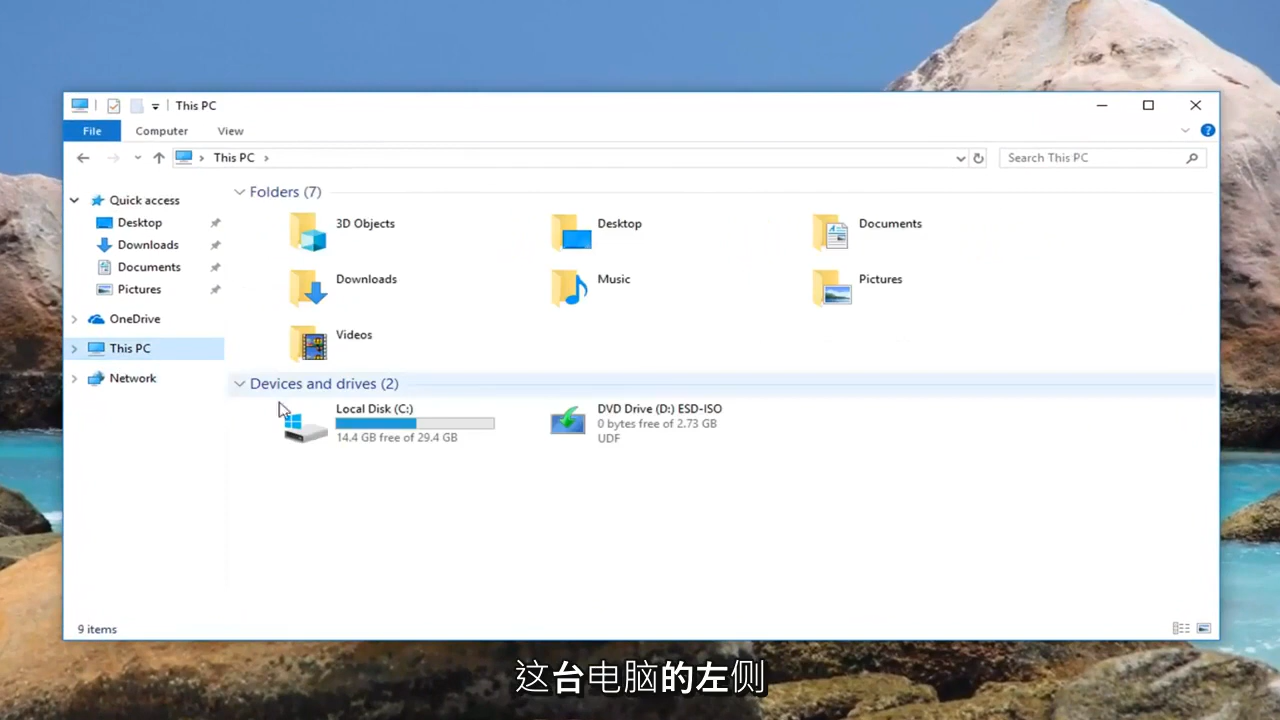 This PC
File
Computer
View
This PC
Search This PC
Quick access
Desktop
Downloads
Documents
Pictures
OneDrive
This PC
Network
Folders (7)
3D Objects
Desktop
Documents
Downloads
Music
Pictures
Videos
Devices and drives (2)
Local Disk (C:)
14.4 GB free of 29.4 GB
DVD Drive (D:) ESD-ISO
0 bytes free of 2.73 GB
UDF
9 items
这台电脑的左侧